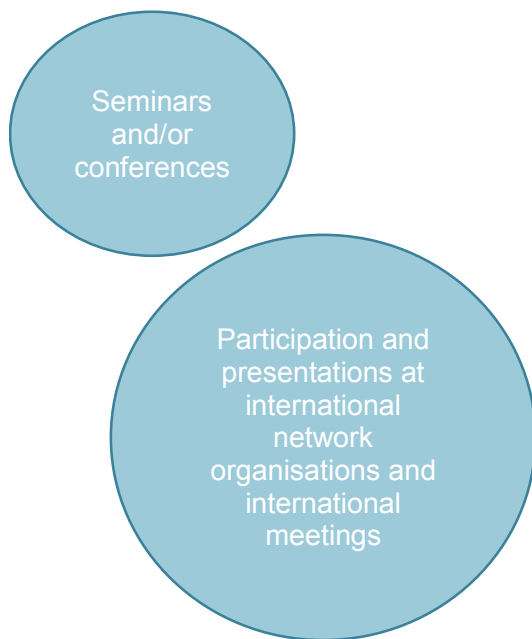 Seminars
and/or
conferences
Participation and
presentations at
international
network
organisations and
international
meetings